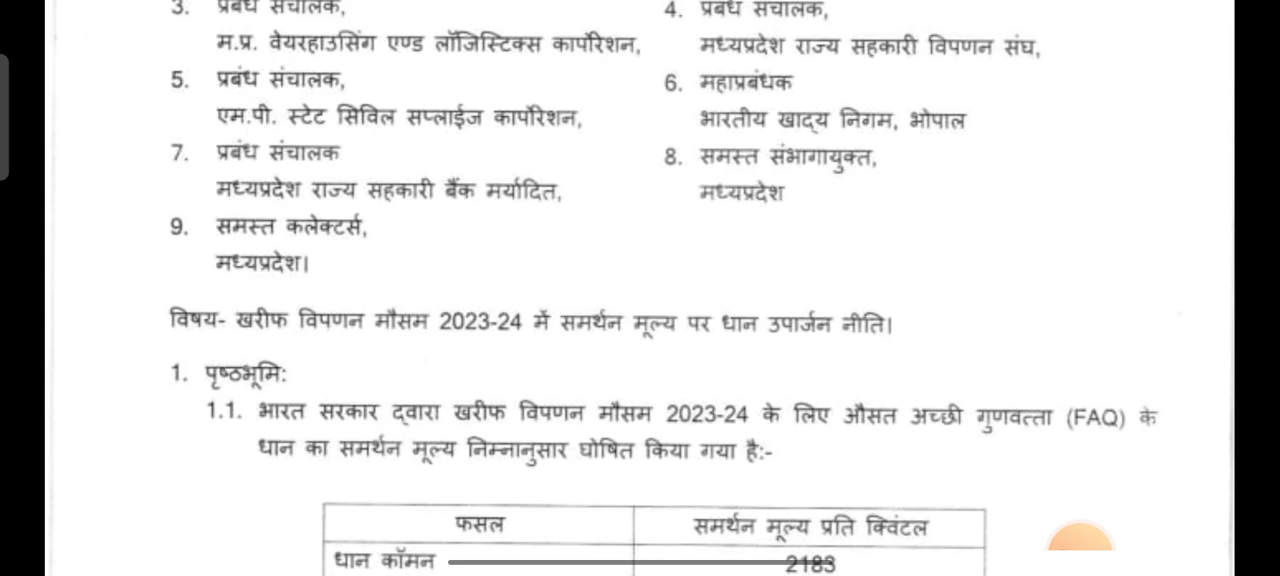 3. प्रबंध संचालक,
4. प्रबंध संचालक,
म.प्र. वेयरहाउसिंग एण्ड लॉजिस्टिक्स कार्पोरेशन,
मध्यप्रदेश राज्य सहकारी विपणन संघ,
5. प्रबंध संचालक,
6. महाप्रबंधक
एम.पी. स्टेट सिविल सप्लाईज कार्पोरेशन,
भारतीय खाद्य निगम, भोपाल
7. प्रबंध संचालक
8. समस्त संभागायुक्त,
मध्यप्रदेश राज्य सहकारी बैंक मर्यादित,
मध्यप्रदेश
9. समस्त कलेक्टर्स,
मध्यप्रदेश।
विषय- खरीफ विपणन मौसम 2023-24 में समर्थन मूल्य पर धान उपार्जन नीति।
1. पृष्ठभूमि:
1.1. भारत सरकार द्वारा खरीफ विपणन मौसम 2023-24 के लिए औसत अच्छी गुणवत्ता (FAQ) के
धान का समर्थन मूल्य निम्नानुसार घोषित किया गया है:-
फसल
समर्थन मूल्य प्रति क्विंटल
धान कॉमन
2183